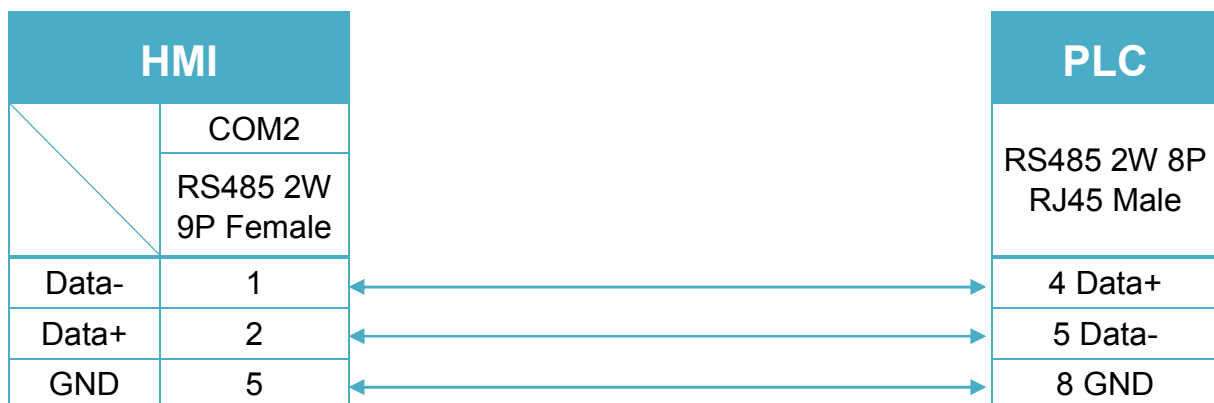 HMI
PLC
COM2
RS485 2W
9P Female
RS485 2W 8P
RJ45 Male
Data- 1 4 Data+
Data+ 2 5 Data-
GND 5 8 GND